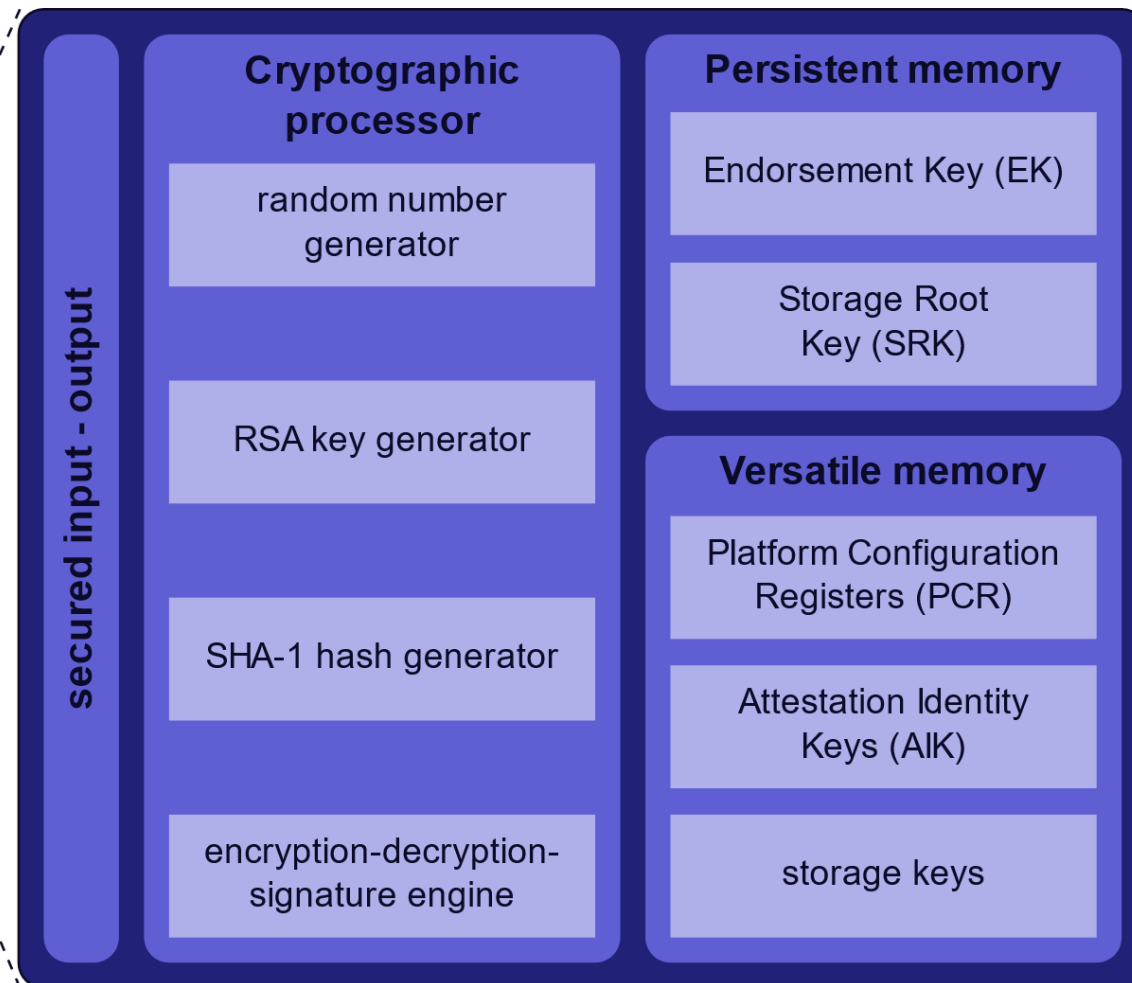 secured input - output
Cryptographic
processor
random number
generator
RSA key generator
SHA-1 hash generator
encryption-decryption-
signature engine
Persistent memory
Endorsement Key (EK)
Storage Root
Key (SRK)
Versatile memory
Platform Configuration
Registers (PCR)
Attestation Identity
Keys (AIK)
storage keys